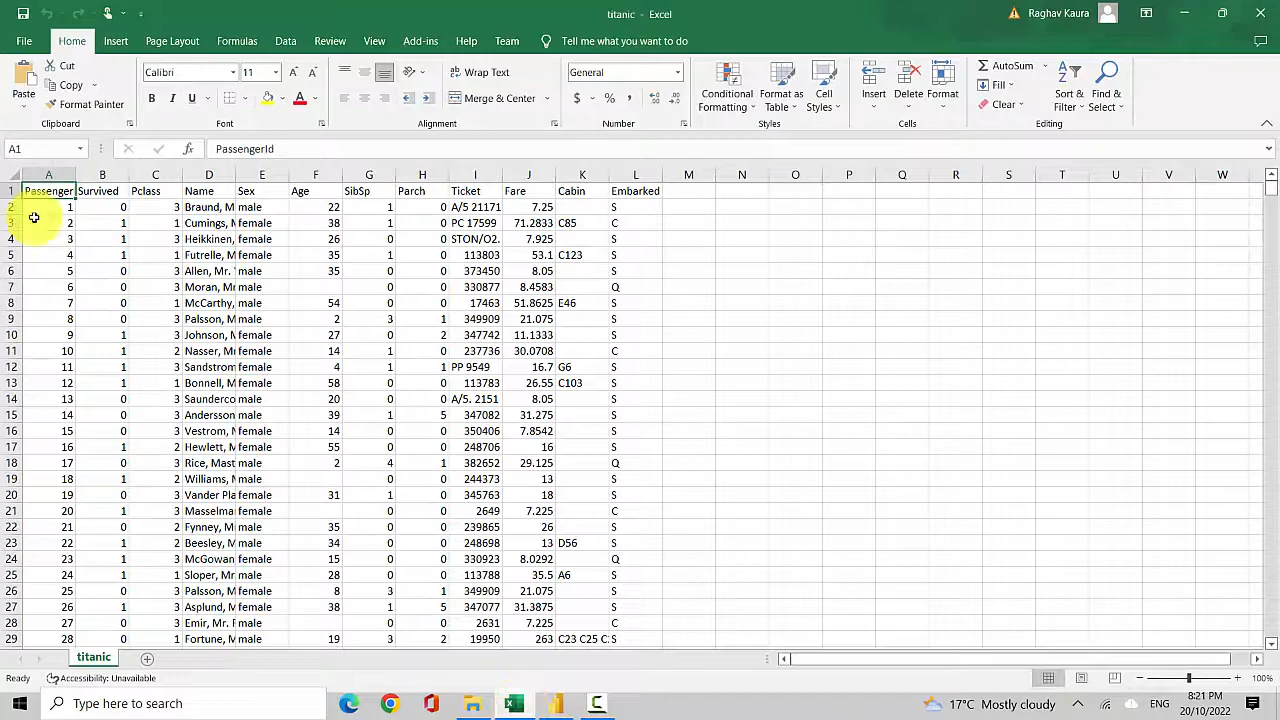 titanic - Excel
Raghav Kaura
File Home Insert Page Layout Formulas Data Review View Add-ins Help Team Tell me what you want to do
Paste Cut Copy Format Painter Clipboard
Calibri 11 B I U A Font
Wrap Text Merge & Center Alignment
General $ % , Number
Conditional Formatting Format as Table Cell Styles Styles
Insert Delete Format Cells
AutoSum Fill Clear Sort & Filter Find & Select Editing
A1 fx PassengerId
A B C D E F G H I J K L M N O P Q R S T U V W
1 Passenger Survived Pclass Name Sex Age SibSp Parch Ticket Fare Cabin Embarked
2 1 0 3 Braund, M male 22 1 0 A/5 21171 7.25 S
3 2 1 1 Cumings, M female 38 1 0 PC 17599 71.2833 C85 C
4 3 1 3 Heikkinen, female 26 0 0 STON/O2. 7.925 S
5 4 1 1 Futrelle, M female 35 1 0 113803 53.1 C123 S
6 5 0 3 Allen, Mr. male 35 0 0 373450 8.05 S
7 6 0 3 Moran, Mr male 0 0 330877 8.4583 Q
8 7 0 1 McCarthy, male 54 0 0 17463 51.8625 E46 S
9 8 0 3 Palsson, M male 2 3 1 349909 21.075 S
10 9 1 3 Johnson, M female 27 0 2 347742 11.1333 S
11 10 1 2 Nasser, Mr female 14 1 0 237736 30.0708 C
12 11 1 3 Sandstrom female 4 1 1 PP 9549 16.7 G6 S
13 12 1 1 Bonnell, M female 58 0 0 113783 26.55 C103 S
14 13 0 3 Saunderco male 20 0 0 A/5. 2151 8.05 S
15 14 0 3 Andersson male 39 1 5 347082 31.275 S
16 15 0 3 Vestrom, M female 14 0 0 350406 7.8542 S
17 16 1 2 Hewlett, M female 55 0 0 248706 16 S
18 17 0 3 Rice, Mast male 2 4 1 382652 29.125 Q
19 18 1 2 Williams, male 0 0 244373 13 S
20 19 0 3 Vander Pla female 31 1 0 345763 18 S
21 20 1 3 Masselma female 0 0 2649 7.225 C
22 21 0 2 Fynney, M male 35 0 0 239865 26 S
23 22 1 2 Beesley, M male 34 0 0 248698 13 D56 S
24 23 1 3 McGowan female 15 0 0 330923 8.0292 Q
25 24 1 1 Sloper, Mr male 28 0 0 113788 35.5 A6 S
26 25 0 3 Palsson, M female 8 3 1 349909 21.075 S
27 26 1 3 Asplund, M female 38 1 5 347077 31.3875 S
28 27 0 3 Emir, Mr. male 0 0 2631 7.225 C
29 28 0 1 Fortune, M male 19 3 2 19950 263 C23 C25 C S
titanic
Ready Accessibility: Unavailable 100%
Type here to search 17°C Mostly cloudy ENG 8:21 PM
20/10/2022